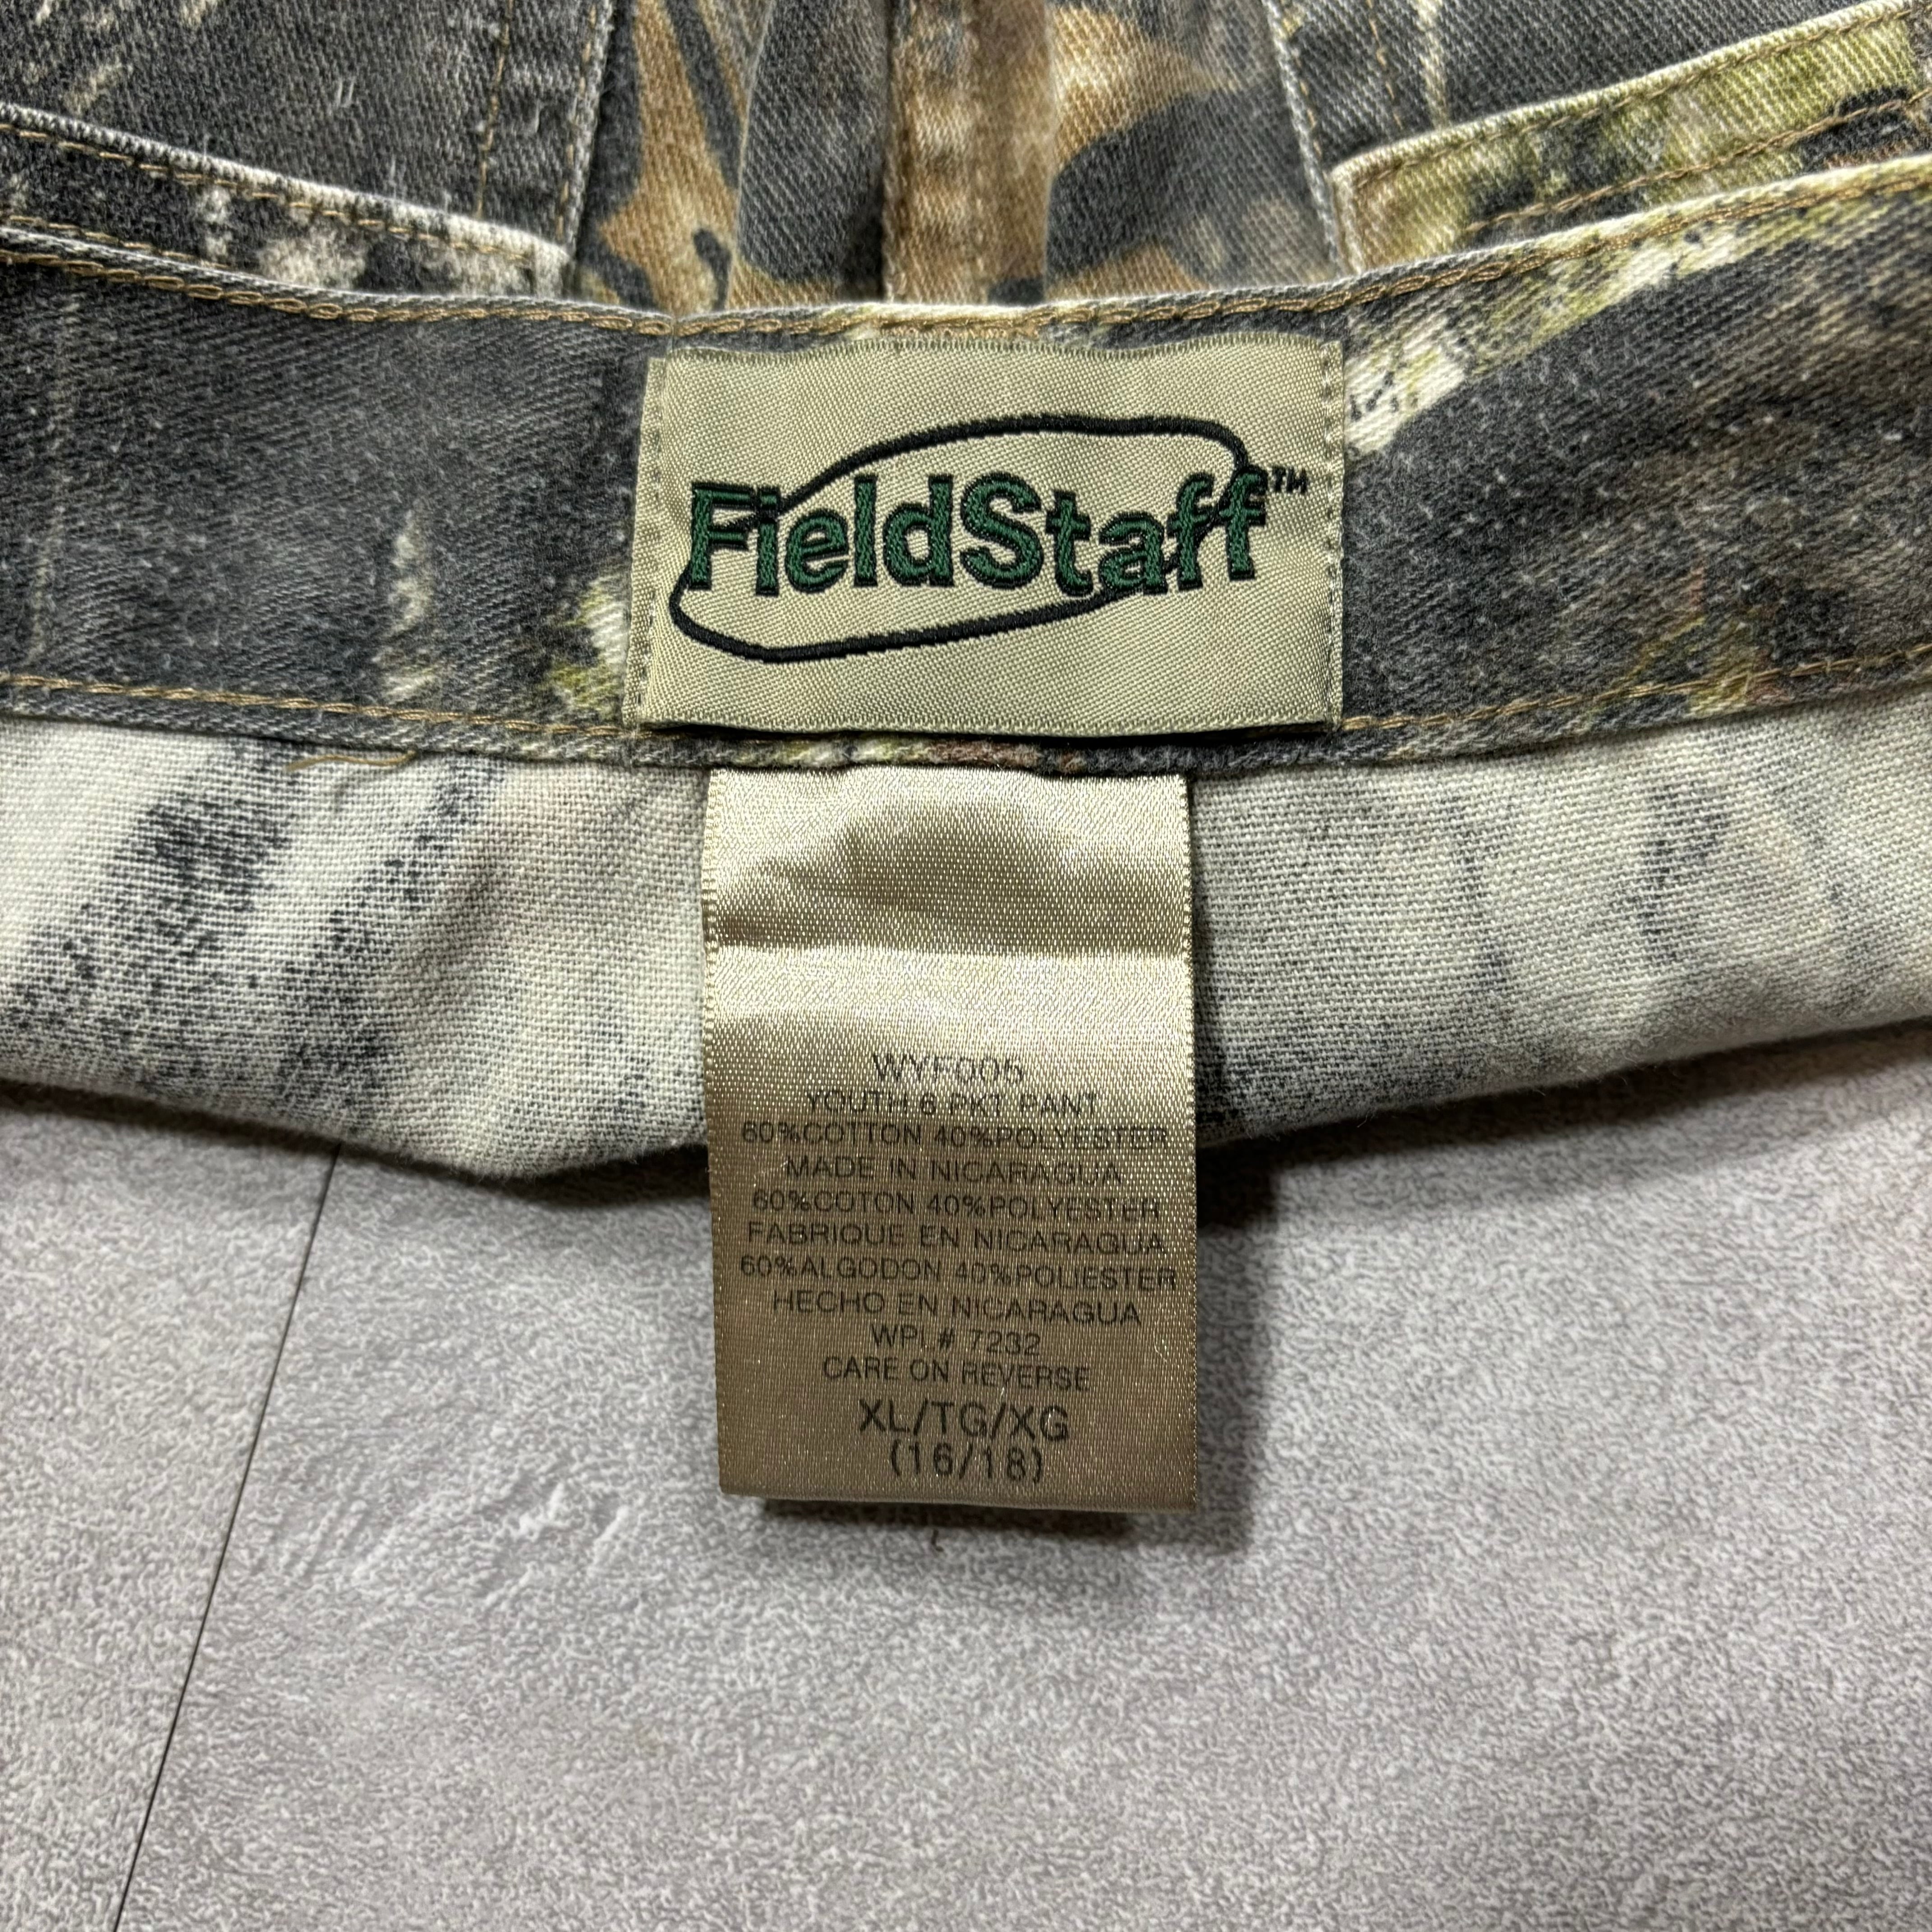 FieldStaff™
WYF005
YOUTH 6 PKT PANT
60%COTTON 40%POLYESTER
MADE IN NICARAGUA
60%COTON 40%POLYESTER
FABRIQUE EN NICARAGUA
60%ALGODON 40%POLIESTER
HECHO EN NICARAGUA
WPL# 7232
CARE ON REVERSE
XL/TG/XG
(16/18)